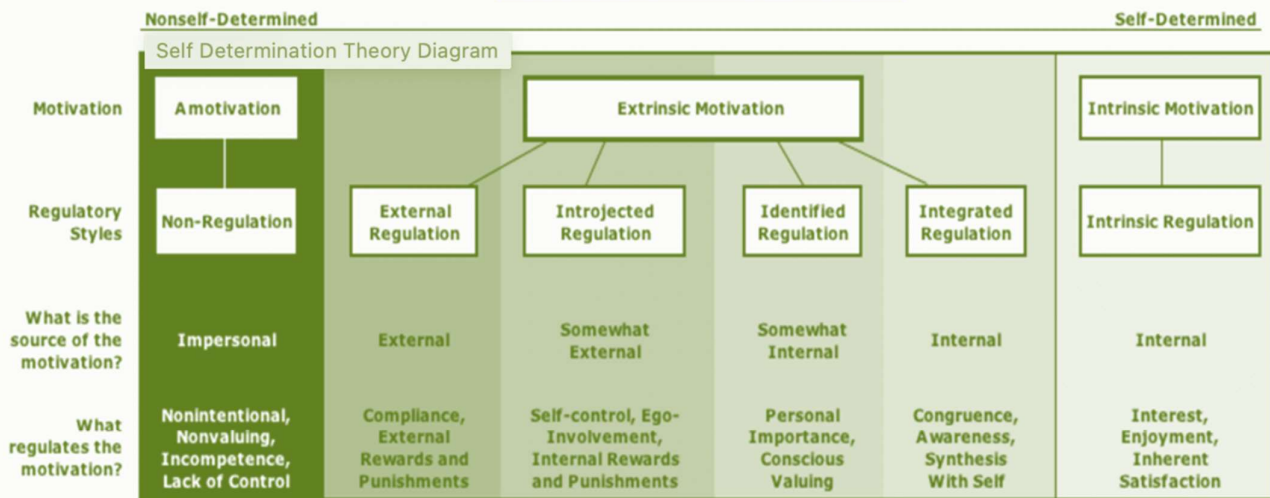 Nonself-Determined
Self-Determined
Self Determination Theory Diagram
Motivation
Amotivation
Extrinsic Motivation
Intrinsic Motivation
Regulatory
Styles
Non-Regulation
External
Regulation
Introjected
Regulation
Identified
Regulation
Integrated
Regulation
Intrinsic Regulation
What is the
source of the
motivation?
Impersonal
External
Somewhat
External
Somewhat
Internal
Internal
Internal
What
regulates the
motivation?
Nonintentional,
Nonvaluing,
Incompetence,
Lack of Control
Compliance,
External
Rewards and
Punishments
Self-control, Ego-
Involvement,
Internal Rewards
and Punishments
Personal
Importance,
Conscious
Valuing
Congruence,
Awareness,
Synthesis
With Self
Interest,
Enjoyment,
Inherent
Satisfaction